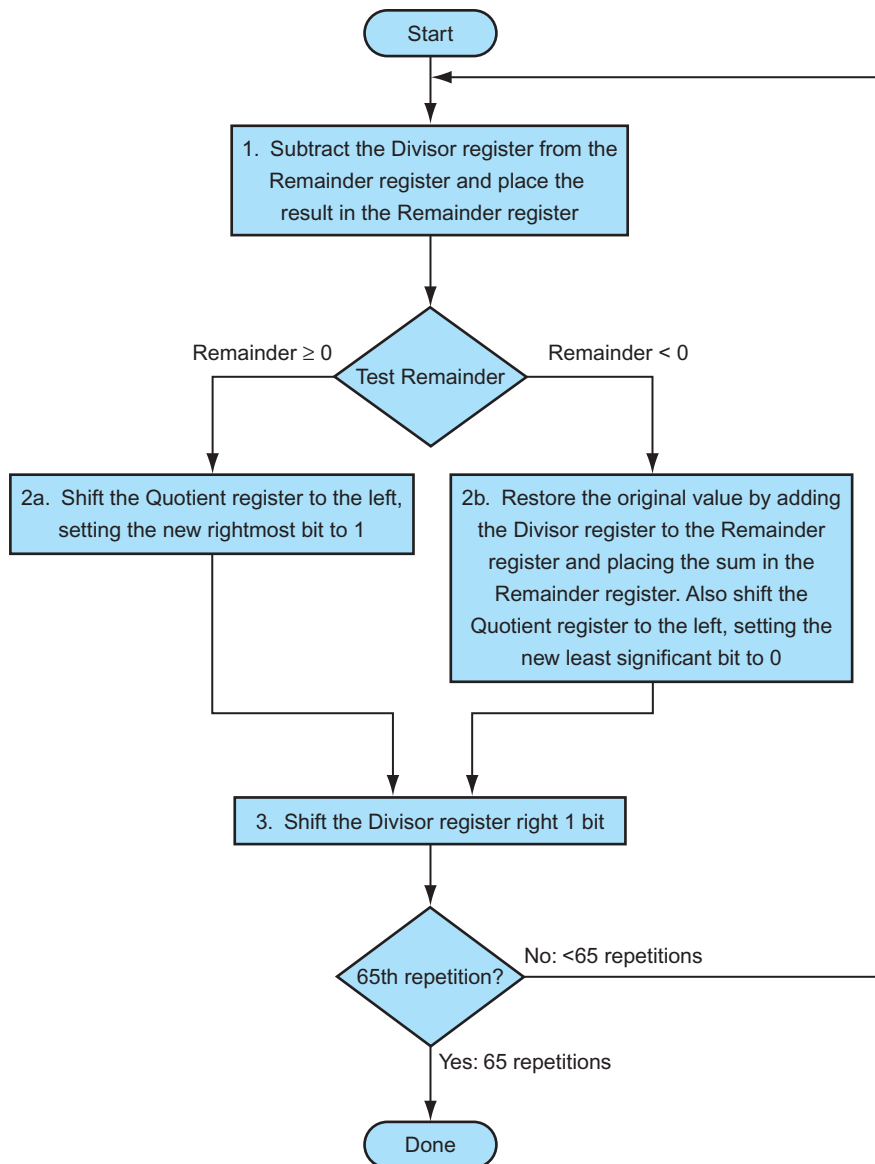 Start
1. Subtract the Divisor register from the
Remainder register and place the
result in the Remainder register
Remainder ≥ 0
Remainder < 0
Test Remainder
2a. Shift the Quotient register to the left,
setting the new rightmost bit to 1
2b. Restore the original value by adding
the Divisor register to the Remainder
register and placing the sum in the
Remainder register. Also shift the
Quotient register to the left, setting the
new least significant bit to 0
3. Shift the Divisor register right 1 bit
No: <65 repetitions
65th repetition?
Yes: 65 repetitions
Done